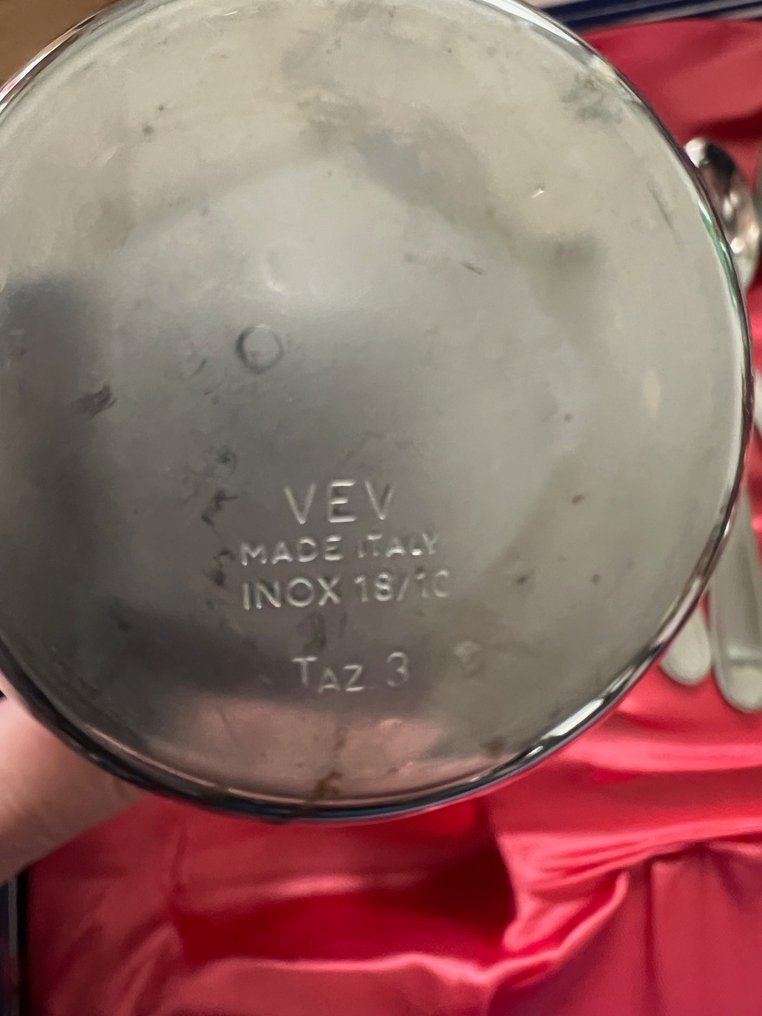 VEV
MADE ITALY
INOX 18/10
TAZ. 3